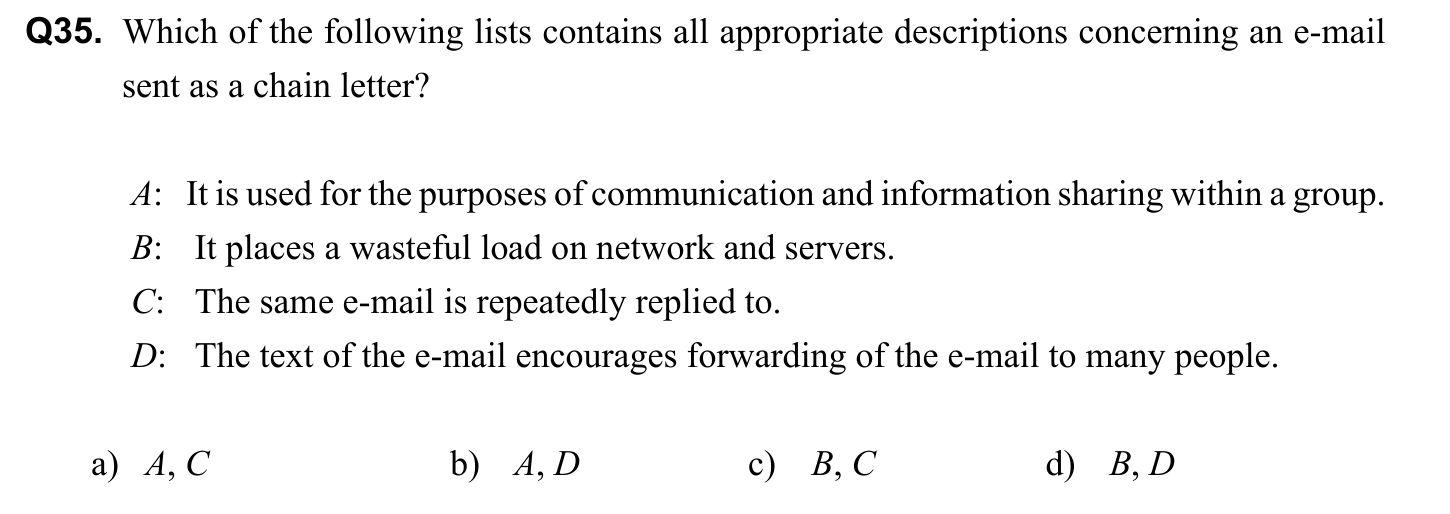 Q35. Which of the following lists contains all appropriate descriptions concerning an e-mail
sent as a chain letter?
A: It is used for the purposes of communication and information sharing within a group.
B: It places a wasteful load on network and servers.
C: The same e-mail is repeatedly replied to.
D: The text of the e-mail encourages forwarding of the e-mail to many people.
a) A, C b) A, D c) B, C d) B, D